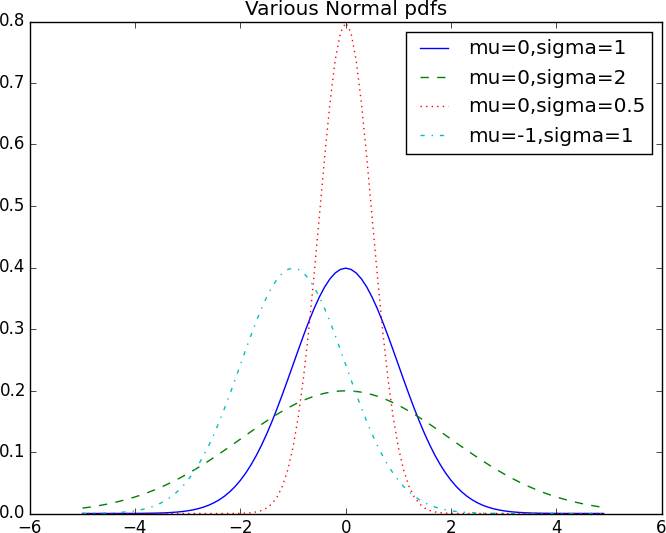 Various Normal pdfs
0.8
0.7
0.6
0.5
0.4
0.3
0.2
0.1
0.0
mu=0,sigma=1
mu=0,sigma=2
mu=0,sigma=0.5
mu=-1,sigma=1
−6 −4 −2 0 2 4 6